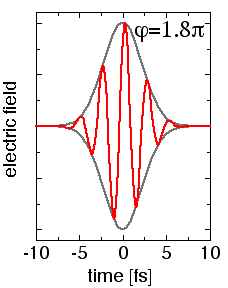 φ=1.8π
electric field
-10 -5 0 5 10
time [fs]